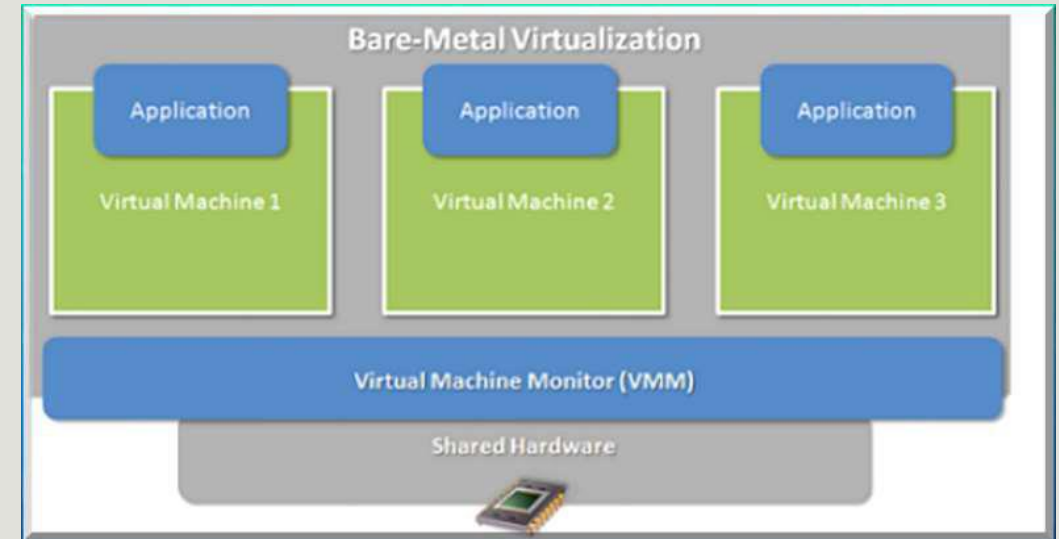 Bare-Metal Virtualization
Application
Application
Application
Virtual Machine 1
Virtual Machine 2
Virtual Machine 3
Virtual Machine Monitor (VMM)
Shared Hardware